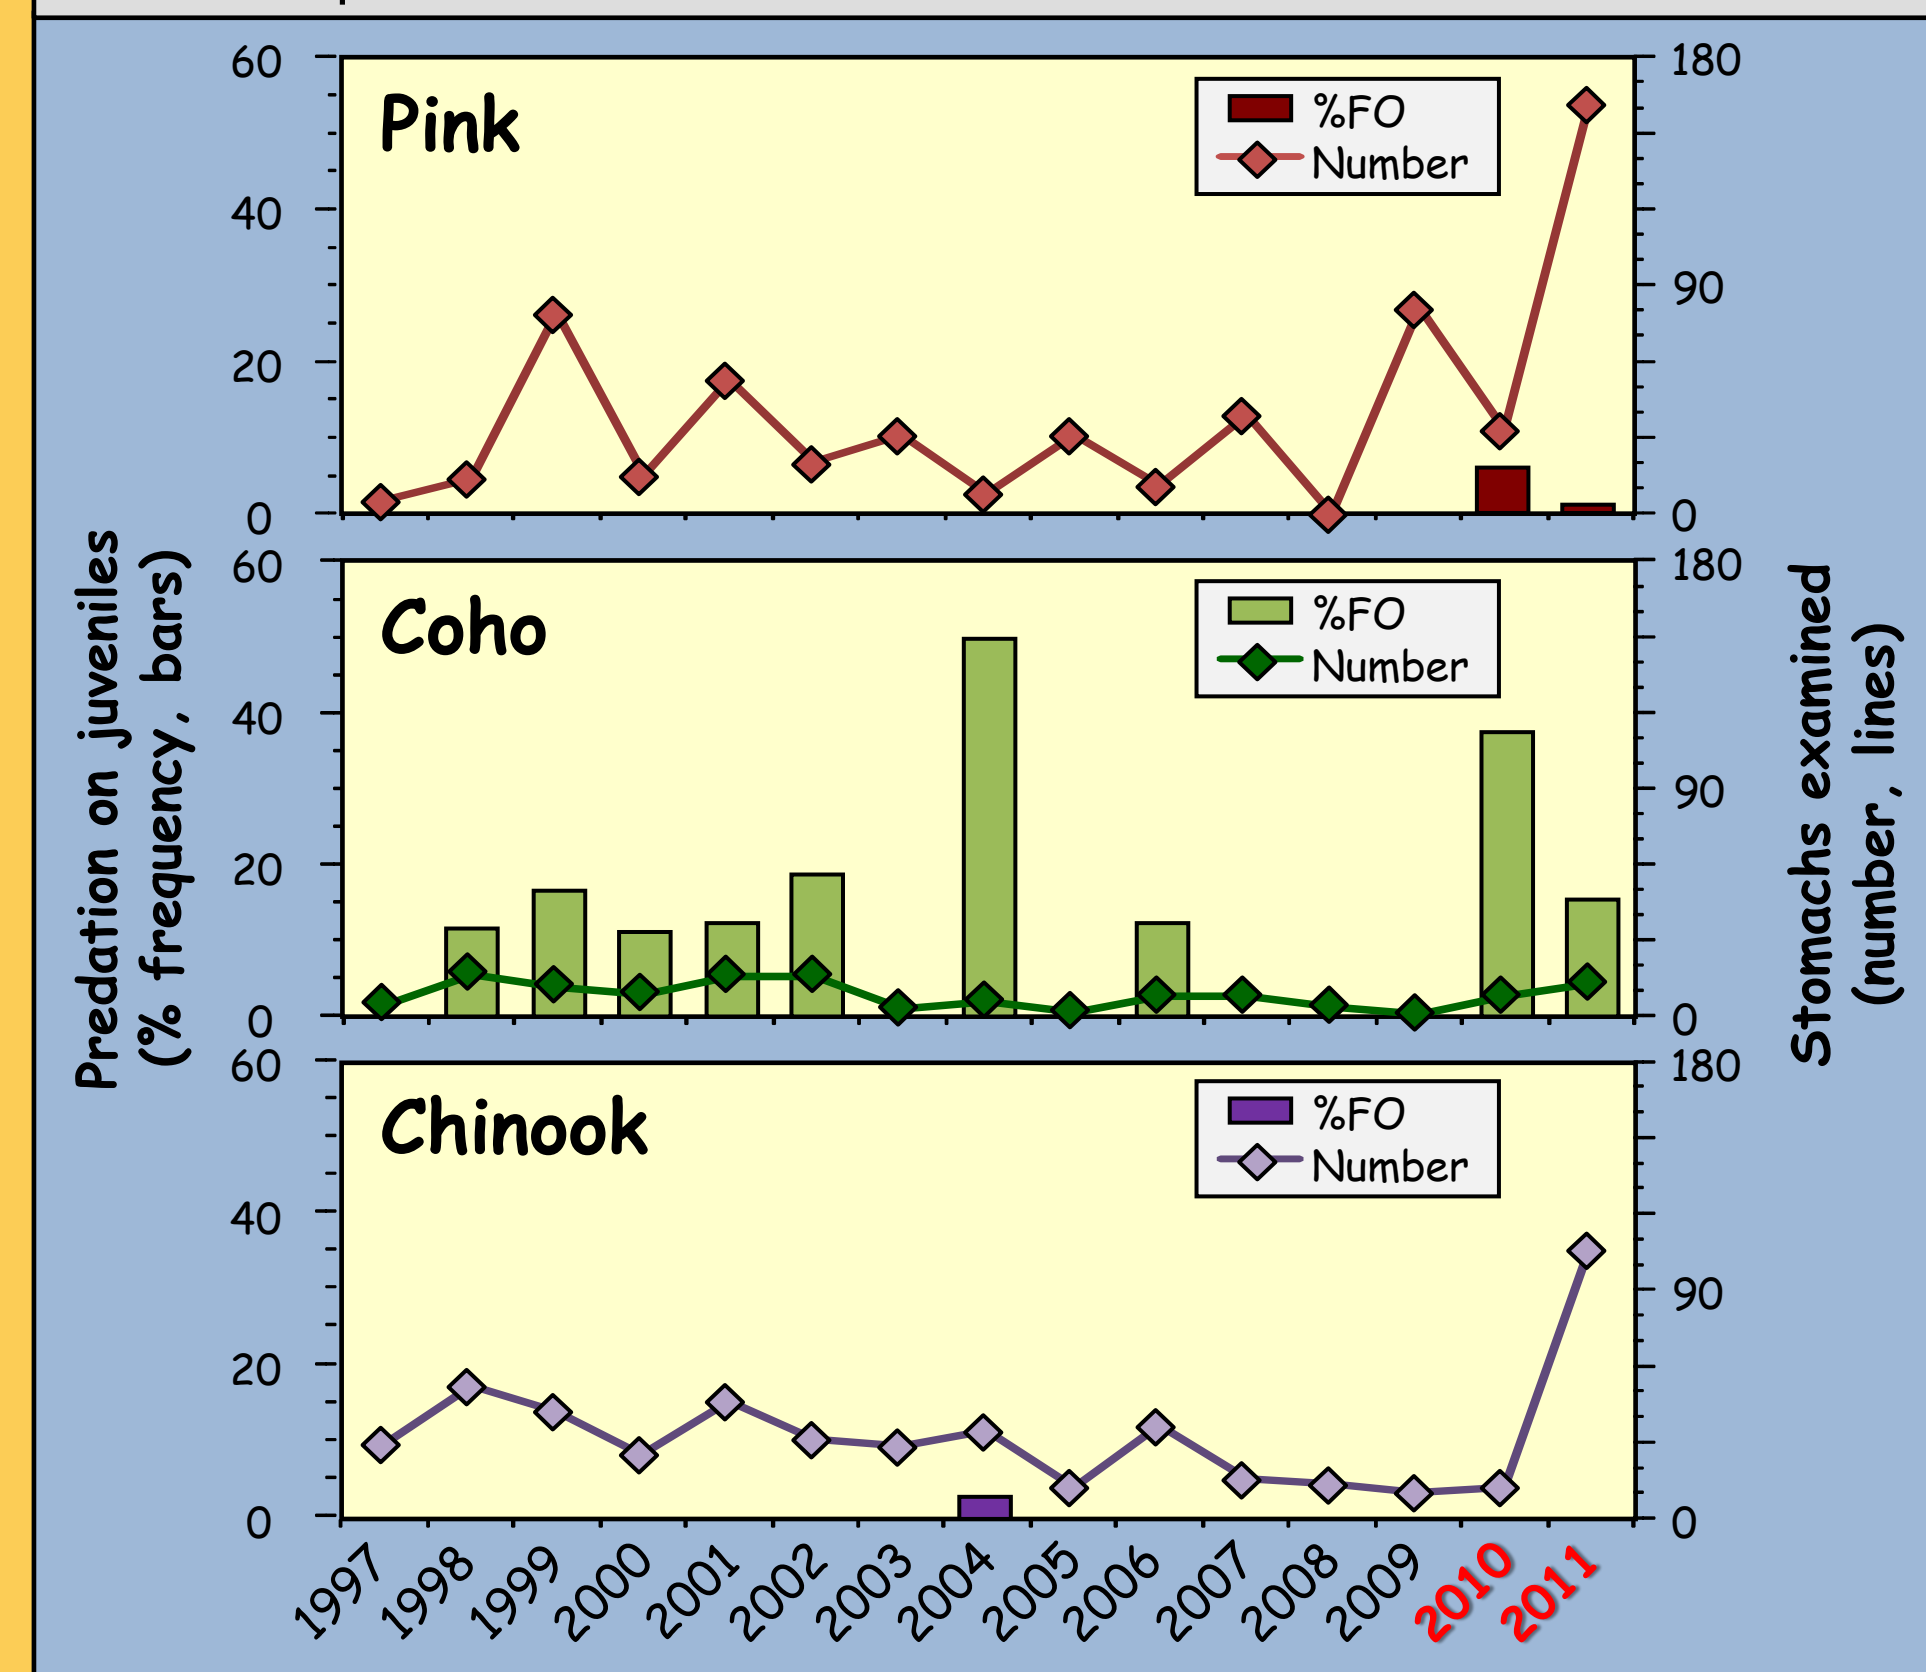 Predation on juveniles
(% frequency, bars)
Pink
%FO
Number
60
40
20
0
180
90
0
Coho
%FO
Number
60
40
20
0
180
90
0
Chinook
%FO
Number
60
40
20
0
180
90
0
Stomachs examined
(number, lines)
1997 1998 1999 2000 2001 2002 2003 2004 2005 2006 2007 2008 2009 2010 2011